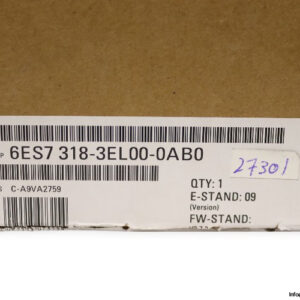 P 6ES7 318-3EL00-0AB0
27301
S C-A9VA2759
QTY: 1
E-STAND: 09
(Version)
FW-STAND: